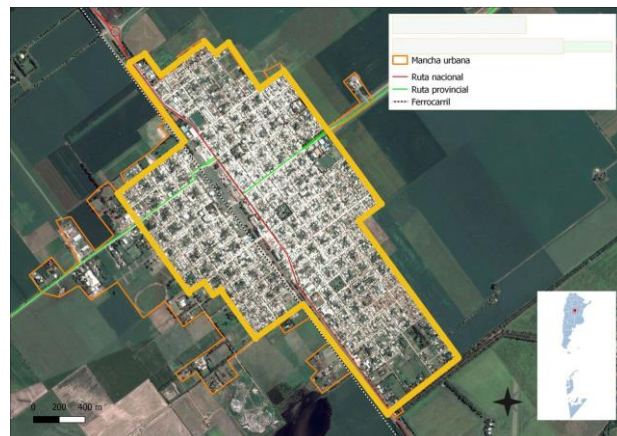 Mancha urbana
Ruta nacional
Ruta provincial
Ferrocarril
0 200 400 m